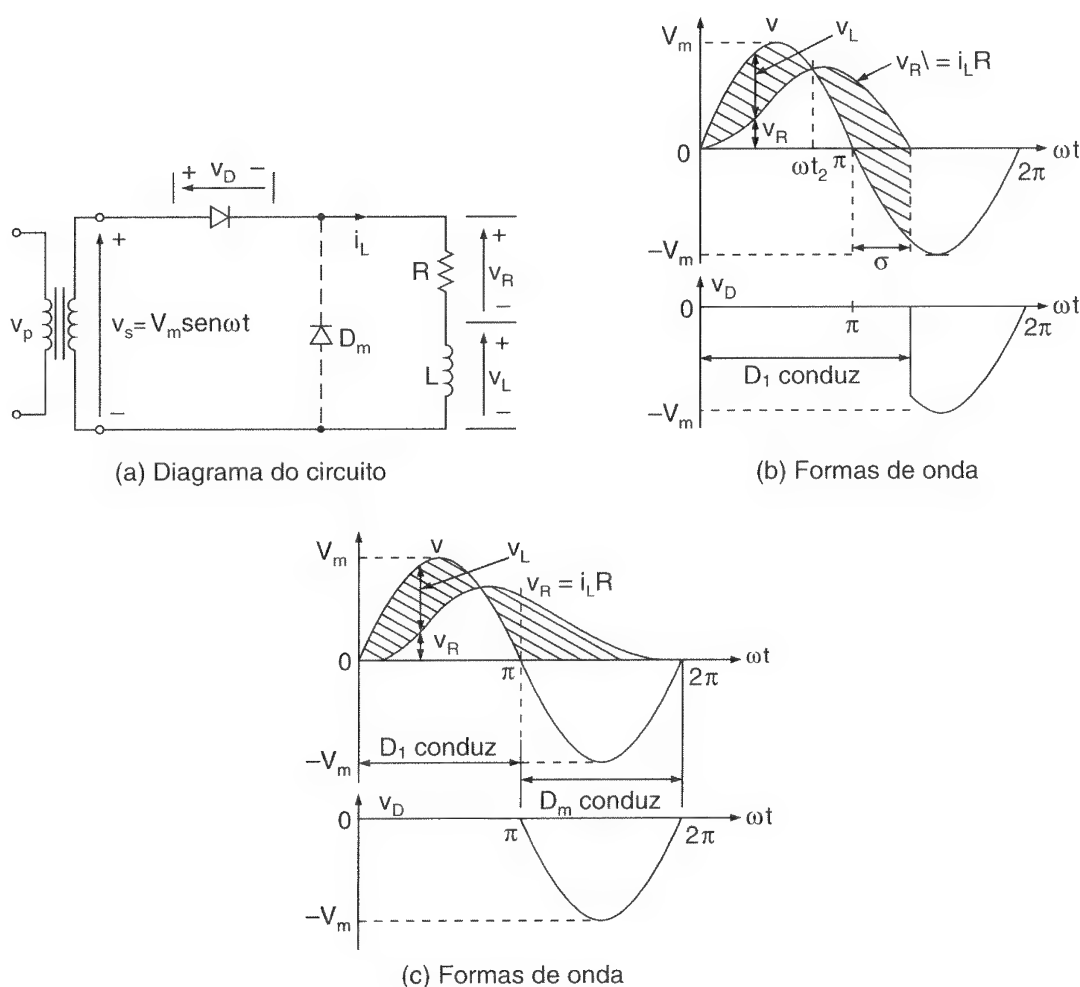 + v_D −
i_L
R
+
v_R
−
v_p
+
v_s= V_m senωt
−
D_m
L
+
v_L
−
(a) Diagrama do circuito
V_m
v
v_L
v_R\ = i_LR
v_R
0
ωt_2
π
2π
ωt
−V_m
σ
v_D
0
π
2π
ωt
D_1 conduz
−V_m
(b) Formas de onda
V_m
v
v_L
v_R = i_LR
v_R
0
π
2π
ωt
D_1 conduz
−V_m
D_m conduz
v_D
0
π
2π
ωt
−V_m
(c) Formas de onda